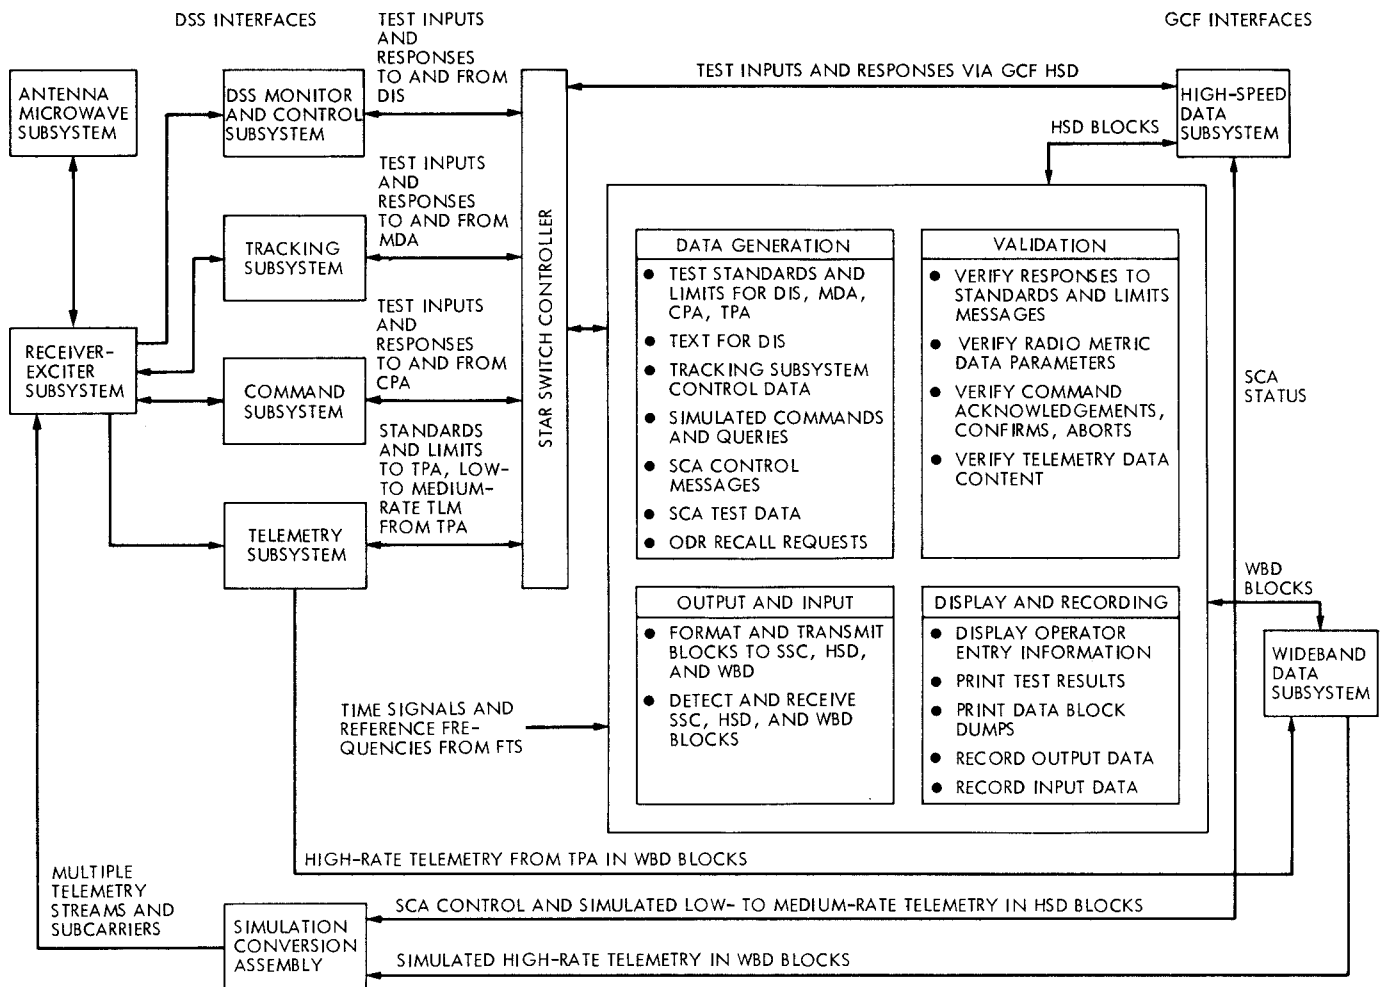 DSS INTERFACES
TEST INPUTS
AND
RESPONSES
TO AND FROM
DIS
GCF INTERFACES
ANTENNA
MICROWAVE
SUBSYSTEM
DSS MONITOR
AND CONTROL
SUBSYSTEM
TEST INPUTS AND RESPONSES VIA GCF HSD
HIGH-SPEED
DATA
SUBSYSTEM
HSD BLOCKS
TEST INPUTS
AND
RESPONSES
TO AND FROM
MDA
TRACKING
SUBSYSTEM
STAR SWITCH CONTROLLER
TEST INPUTS
AND
RESPONSES
TO AND FROM
CPA
RECEIVER-
EXCITER
SUBSYSTEM
COMMAND
SUBSYSTEM
STANDARDS
AND LIMITS
TO TPA, LOW-
TO MEDIUM-
RATE TLM
FROM TPA
TELEMETRY
SUBSYSTEM
DATA GENERATION
● TEST STANDARDS AND
LIMITS FOR DIS, MDA,
CPA, TPA
● TEXT FOR DIS
● TRACKING SUBSYSTEM
CONTROL DATA
● SIMULATED COMMANDS
AND QUERIES
● SCA CONTROL
MESSAGES
● SCA TEST DATA
● ODR RECALL REQUESTS
VALIDATION
● VERIFY RESPONSES TO
STANDARDS AND LIMITS
MESSAGES
● VERIFY RADIO METRIC
DATA PARAMETERS
● VERIFY COMMAND
ACKNOWLEDGEMENTS,
CONFIRMS, ABORTS
● VERIFY TELEMETRY DATA
CONTENT
SCA
STATUS
OUTPUT AND INPUT
● FORMAT AND TRANSMIT
BLOCKS TO SSC, HSD,
AND WBD
● DETECT AND RECEIVE
SSC, HSD, AND WBD
BLOCKS
DISPLAY AND RECORDING
● DISPLAY OPERATOR
ENTRY INFORMATION
● PRINT TEST RESULTS
● PRINT DATA BLOCK
DUMPS
● RECORD OUTPUT DATA
● RECORD INPUT DATA
WBD
BLOCKS
WIDEBAND
DATA
SUBSYSTEM
TIME SIGNALS AND
REFERENCE FRE-
QUENCIES FROM FTS
HIGH-RATE TELEMETRY FROM TPA IN WBD BLOCKS
MULTIPLE
TELEMETRY
STREAMS AND
SUBCARRIERS
SCA CONTROL AND SIMULATED LOW- TO MEDIUM-RATE TELEMETRY IN HSD BLOCKS
SIMULATION
CONVERSION
ASSEMBLY
SIMULATED HIGH-RATE TELEMETRY IN WBD BLOCKS